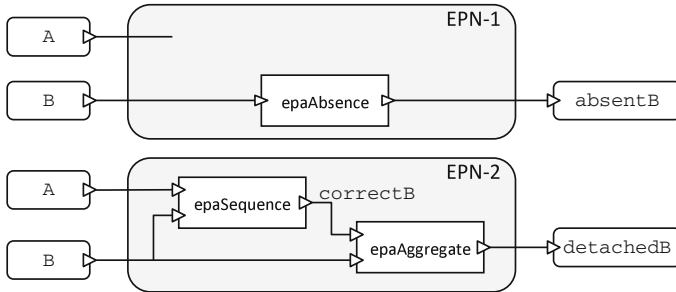 EPN-1
A
B
epaAbsence
absentB
EPN-2
A
epaSequence
correctB
B
epaAggregate
detachedB